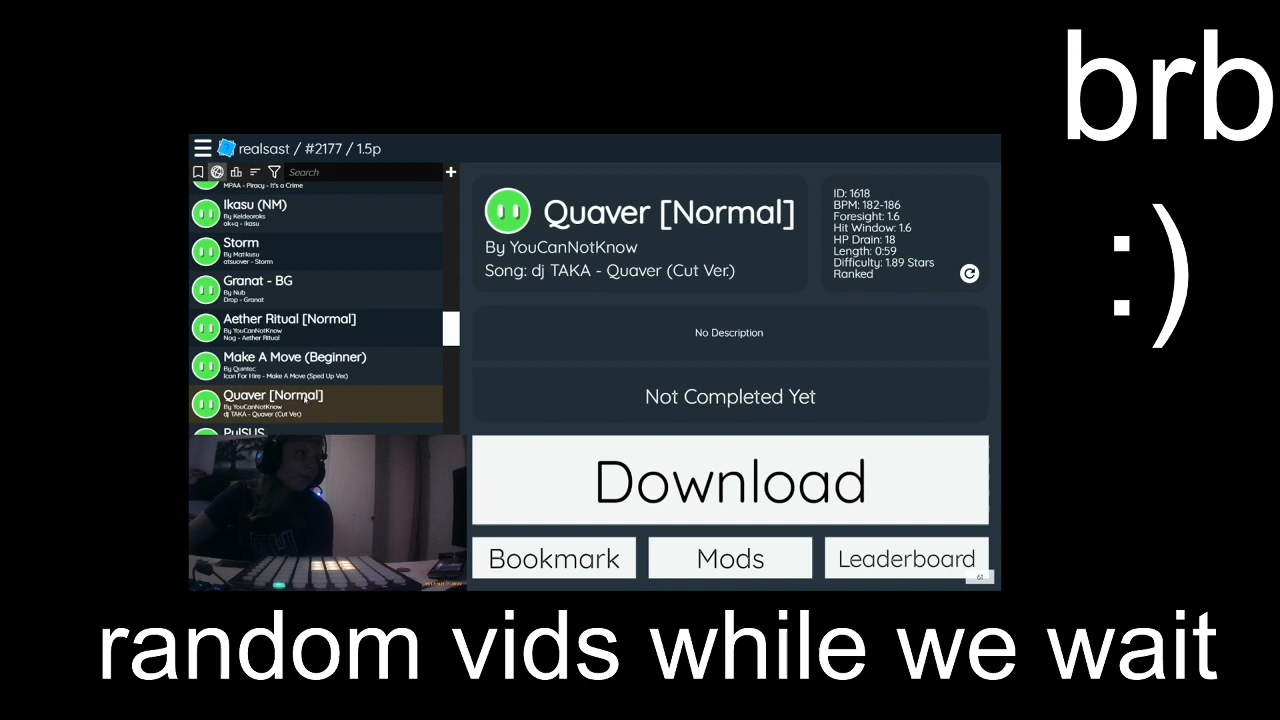 brb
:)
realsast / #2177 / 1.5p
Search
MPAA - Piracy - It's a Crime
Ikasu (NM)
By Keldearoks
ak+q - Ikasu
Storm
By Matikusu
atsuover - Storm
Granat - BG
By Nub
Drop - Granat
Aether Ritual [Normal]
By YouCanNotKnow
Nog - Aether Ritual
Make A Move (Beginner)
By Quintec
Icon For Hire - Make A Move (Sped Up Ver.)
Quaver [Normal]
By YouCanNotKnow
dj TAKA - Quaver (Cut Ver.)
PulSUS
Quaver [Normal]
By YouCanNotKnow
Song: dj TAKA - Quaver (Cut Ver.)
ID: 1618
BPM: 182-186
Foresight: 1.6
Hit Window: 1.6
HP Drain: 18
Length: 0:59
Difficulty: 1.89 Stars
Ranked
No Description
Not Completed Yet
Download
Bookmark
Mods
Leaderboard
61
random vids while we wait